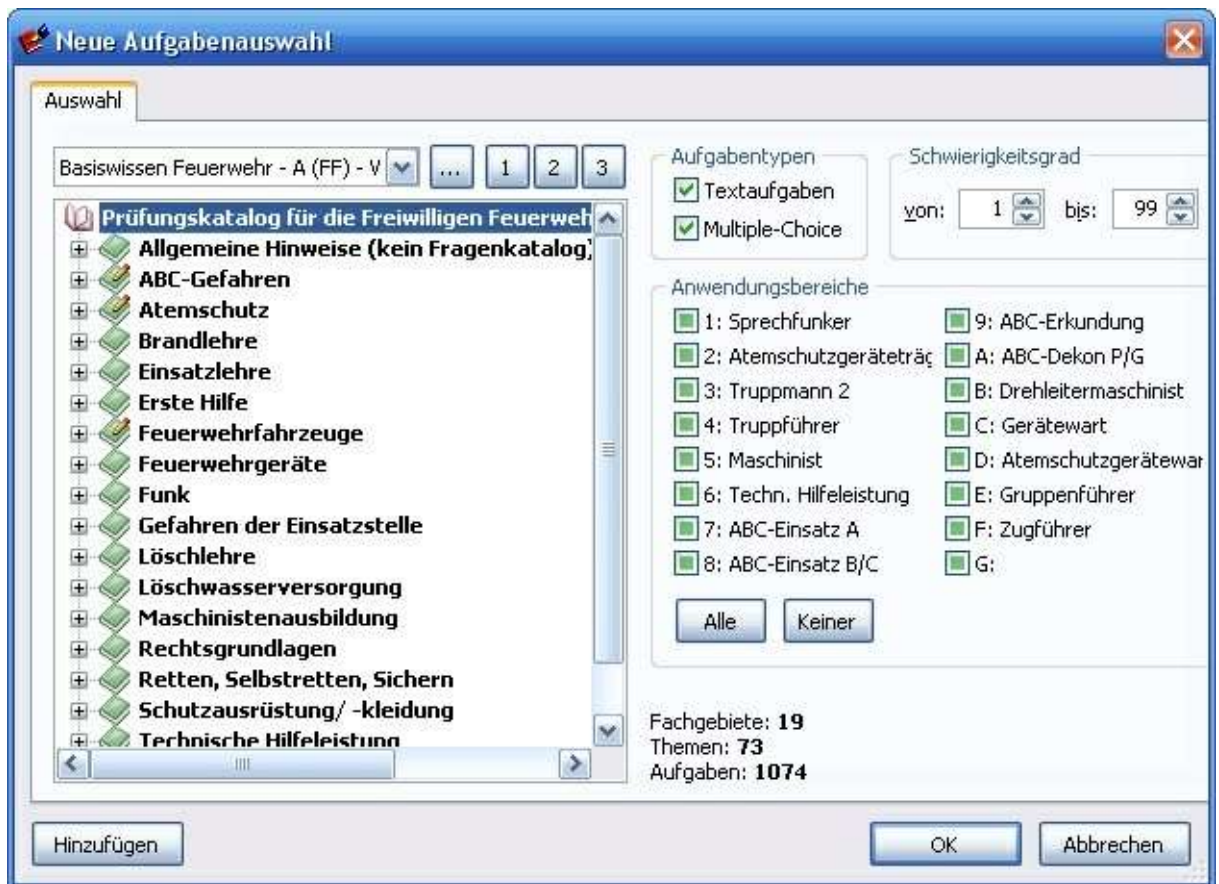 Neue Aufgabenauswahl
Auswahl
Basiswissen Feuerwehr - A (FF) - V
... 1 2 3
Prüfungskatalog für die Freiwilligen Feuerweh
Allgemeine Hinweise (kein Fragenkatalog)
ABC-Gefahren
Atemschutz
Brandlehre
Einsatzlehre
Erste Hilfe
Feuerwehrfahrzeuge
Feuerwehrgeräte
Funk
Gefahren der Einsatzstelle
Löschlehre
Löschwasserversorgung
Maschinistenausbildung
Rechtsgrundlagen
Retten, Selbstretten, Sichern
Schutzausrüstung/ -kleidung
Technische Hilfeleistung
Aufgabentypen
Textaufgaben
Multiple-Choice
Schwierigkeitsgrad
von: 1 bis: 99
Anwendungsbereiche
1: Sprechfunker
2: Atemschutzgeräteträg
3: Truppmann 2
4: Truppführer
5: Maschinist
6: Techn. Hilfeleistung
7: ABC-Einsatz A
8: ABC-Einsatz B/C
9: ABC-Erkundung
A: ABC-Dekon P/G
B: Drehleitermaschinist
C: Gerätewart
D: Atemschutzgerätewar
E: Gruppenführer
F: Zugführer
G:
Alle Keiner
Fachgebiete: 19
Themen: 73
Aufgaben: 1074
Hinzufügen OK Abbrechen